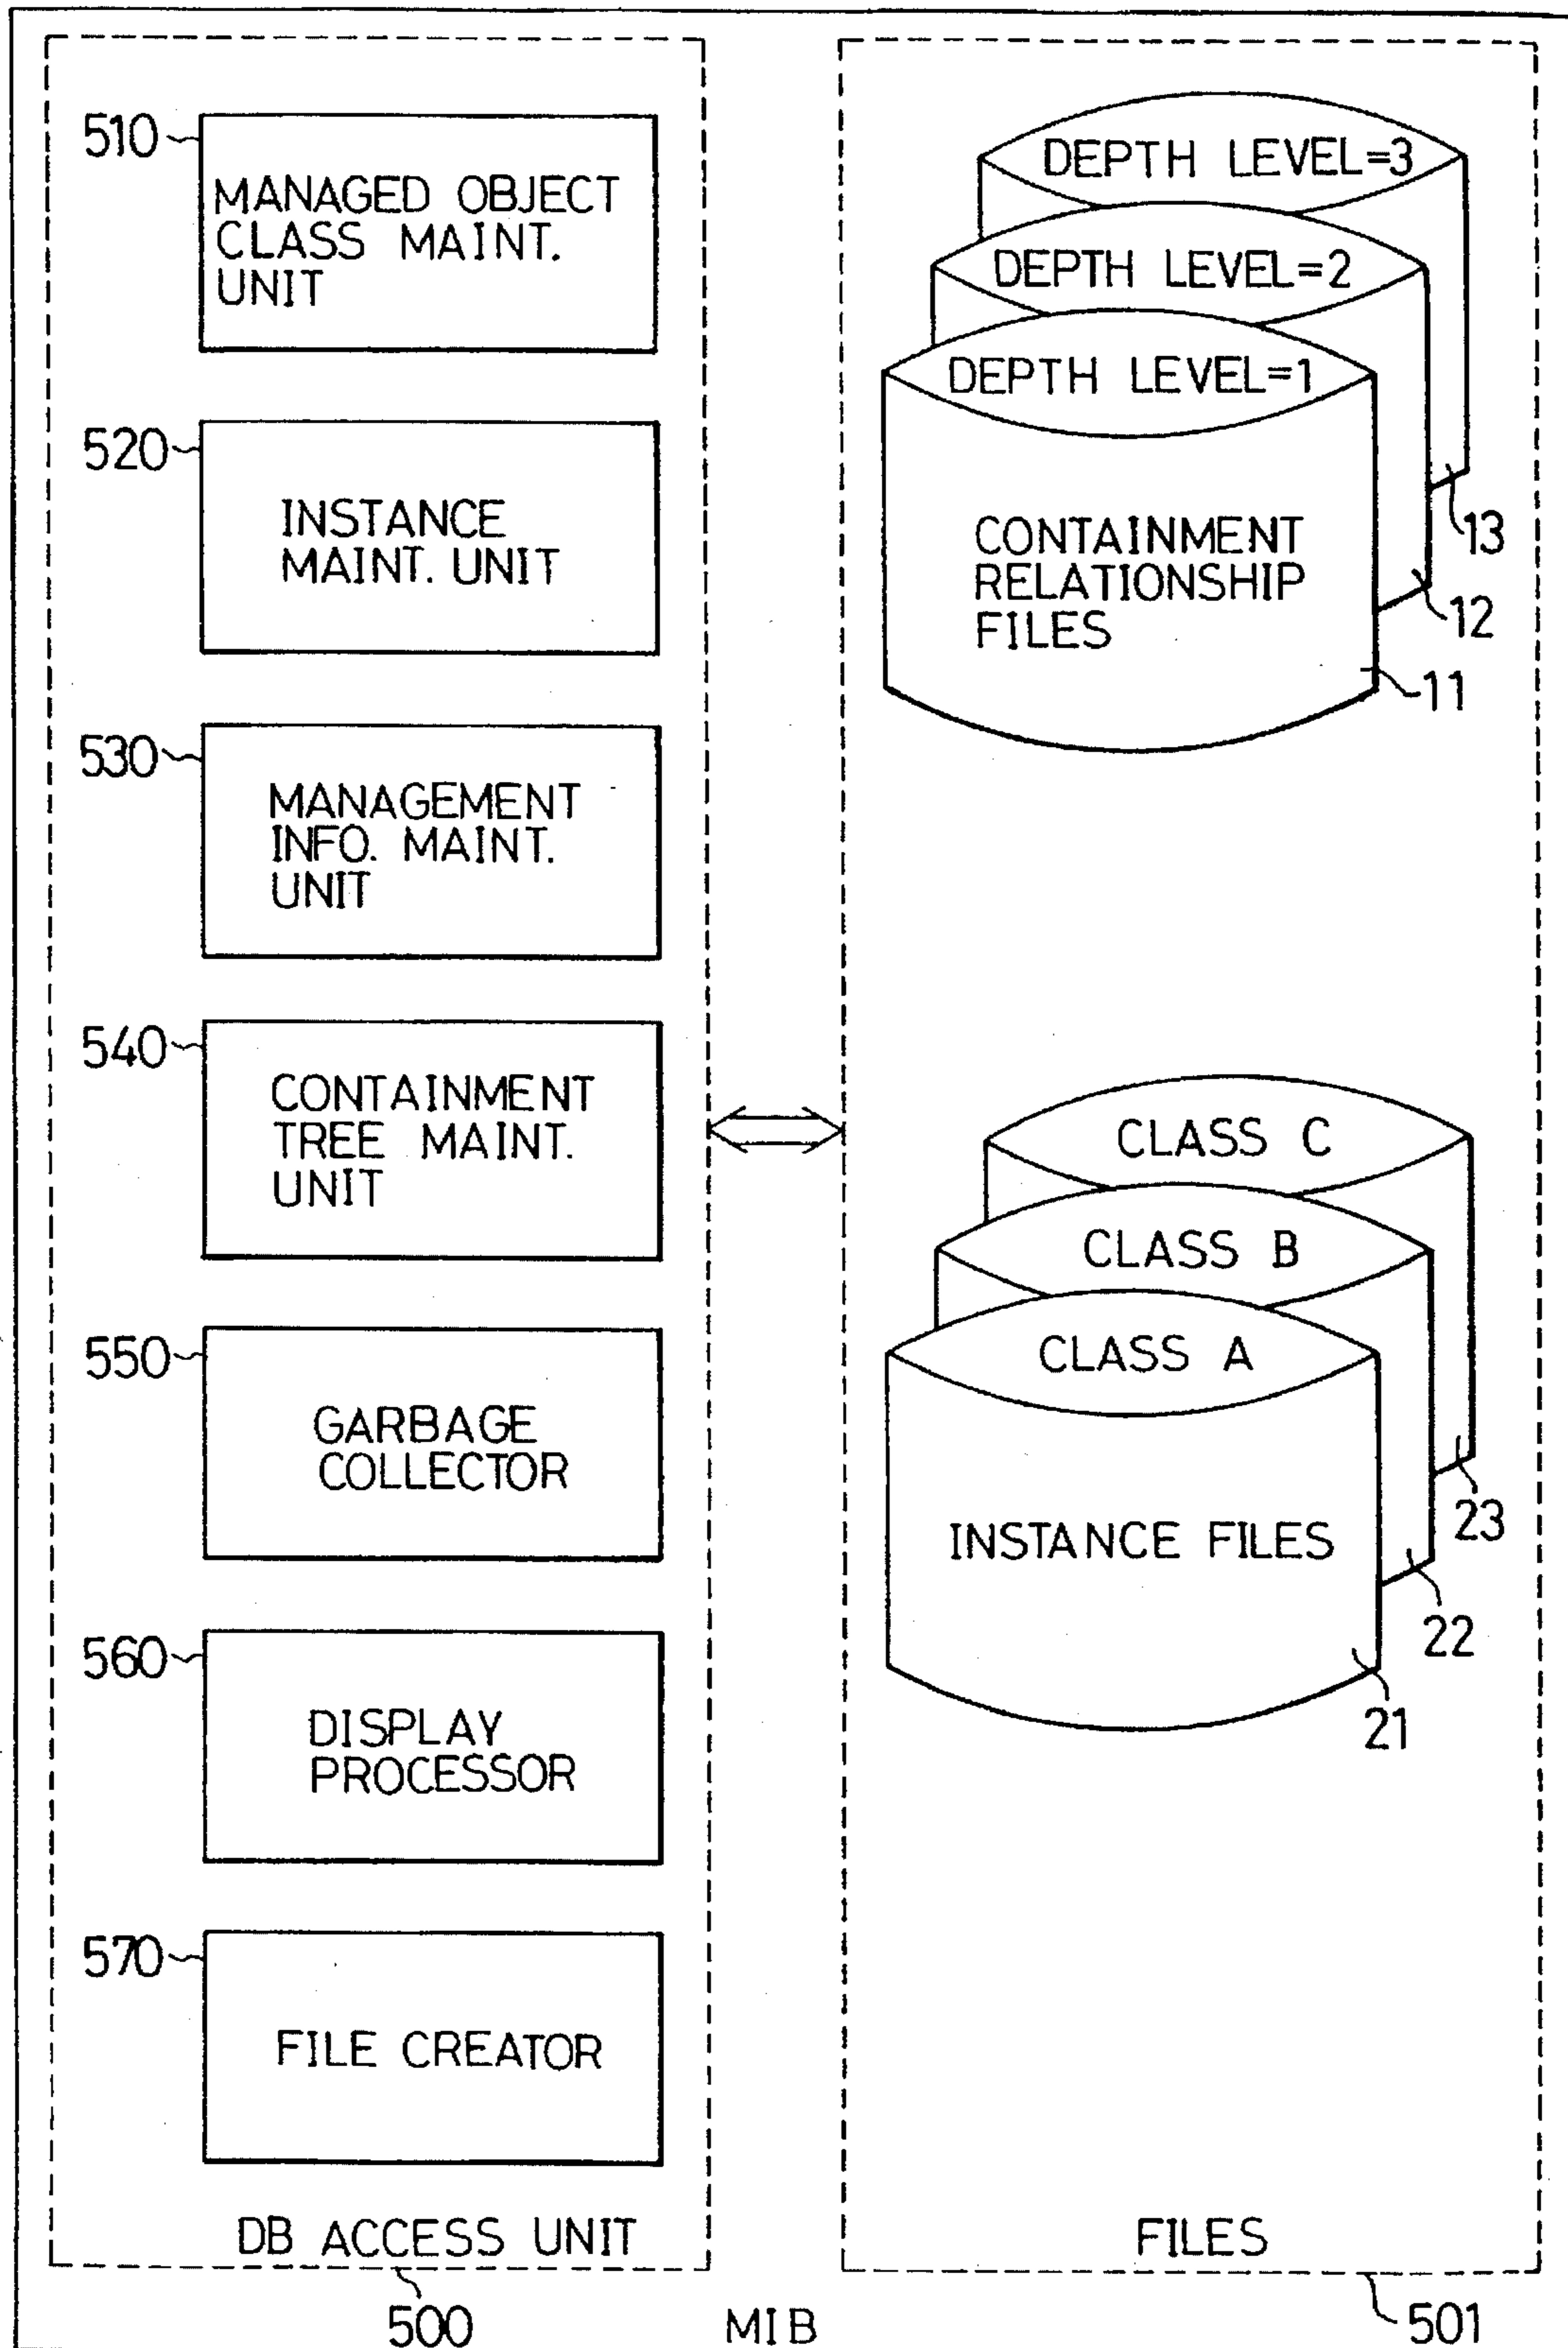 510
MANAGED OBJECT
CLASS MAINT.
UNIT
520
INSTANCE
MAINT. UNIT
530
MANAGEMENT
INFO. MAINT.
UNIT
540
CONTAINMENT
TREE MAINT.
UNIT
550
GARBAGE
COLLECTOR
560
DISPLAY
PROCESSOR
570
FILE CREATOR
DB ACCESS UNIT
500
DEPTH LEVEL=3
DEPTH LEVEL=2
DEPTH LEVEL=1
CONTAINMENT
RELATIONSHIP
FILES
13
12
11
CLASS C
CLASS B
CLASS A
INSTANCE FILES
23
22
21
FILES
501
MIB